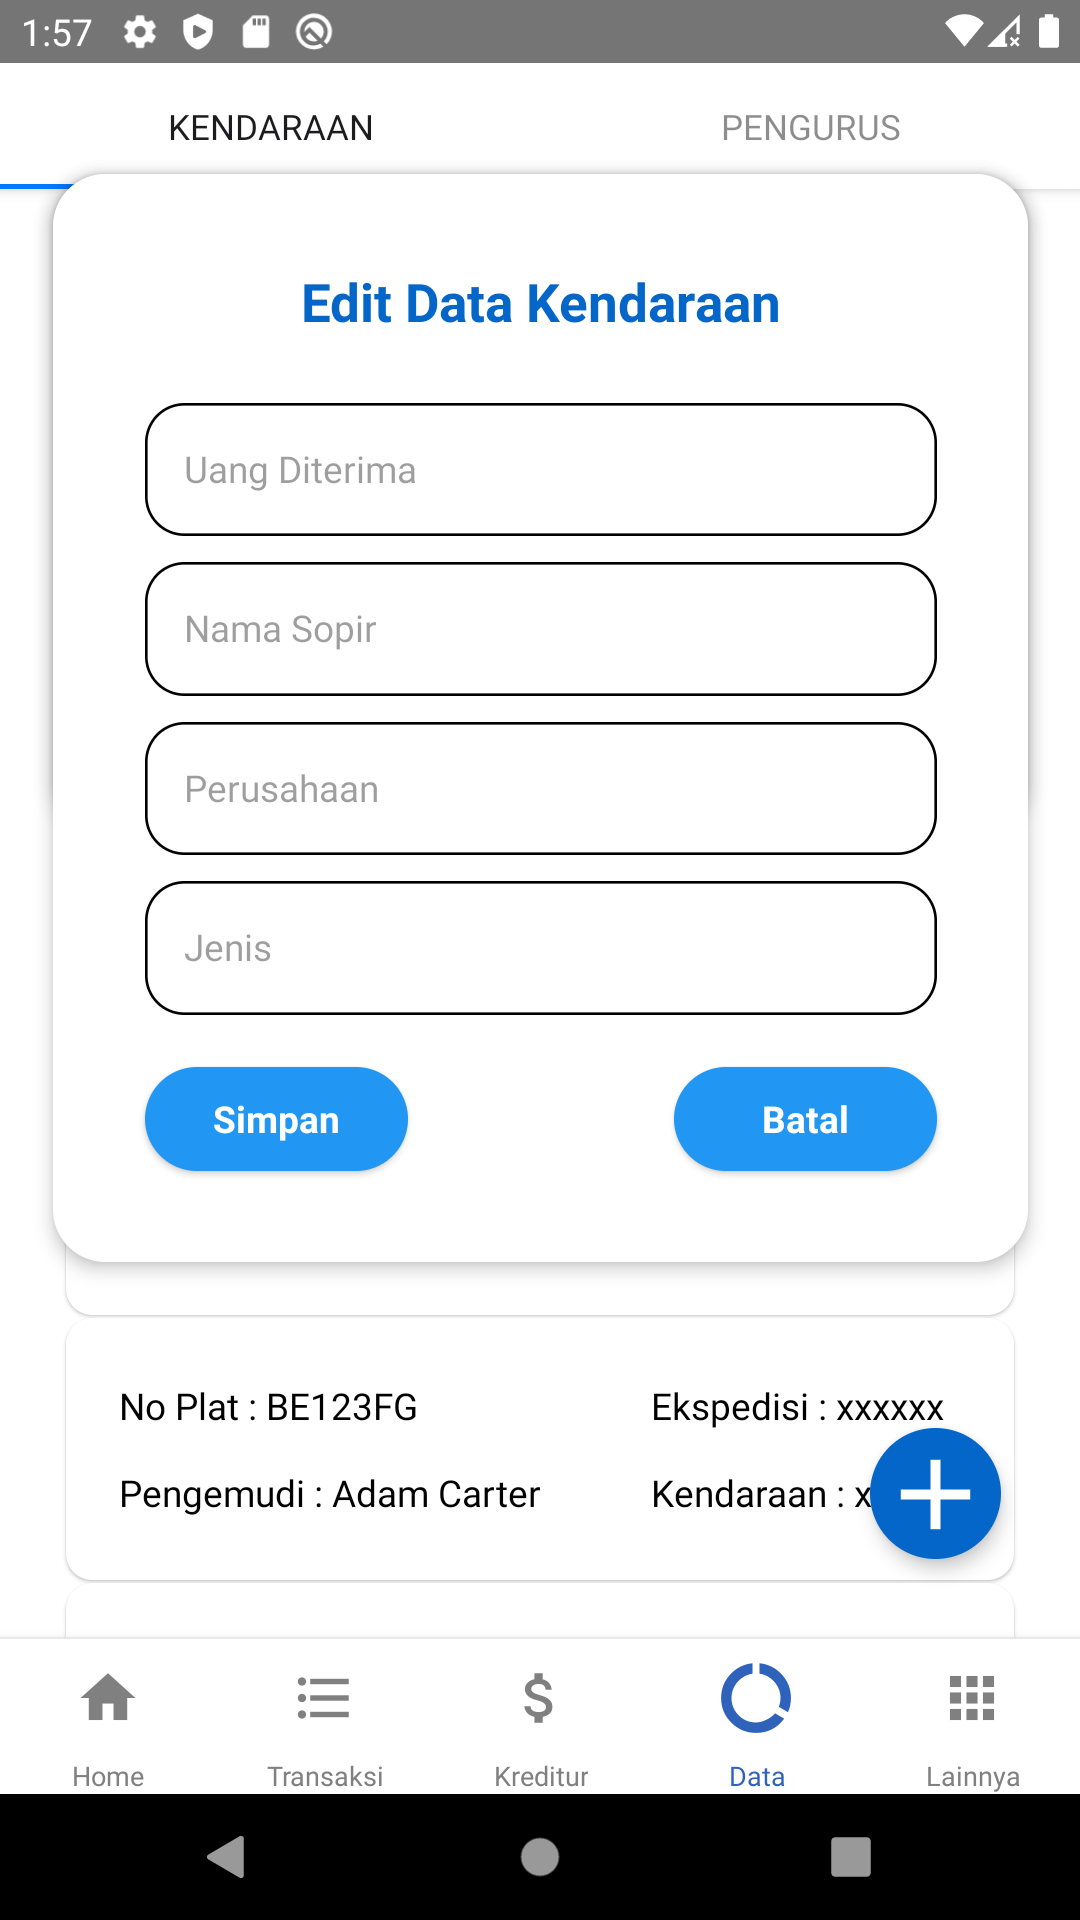 1:57
KENDARAAN PENGURUS
Edit Data Kendaraan
Uang Diterima
Nama Sopir
Perusahaan
Jenis
Simpan Batal
No Plat : BE123FG Ekspedisi : xxxxxx
Pengemudi : Adam Carter Kendaraan : x
Home Transaksi Kreditur Data Lainnya